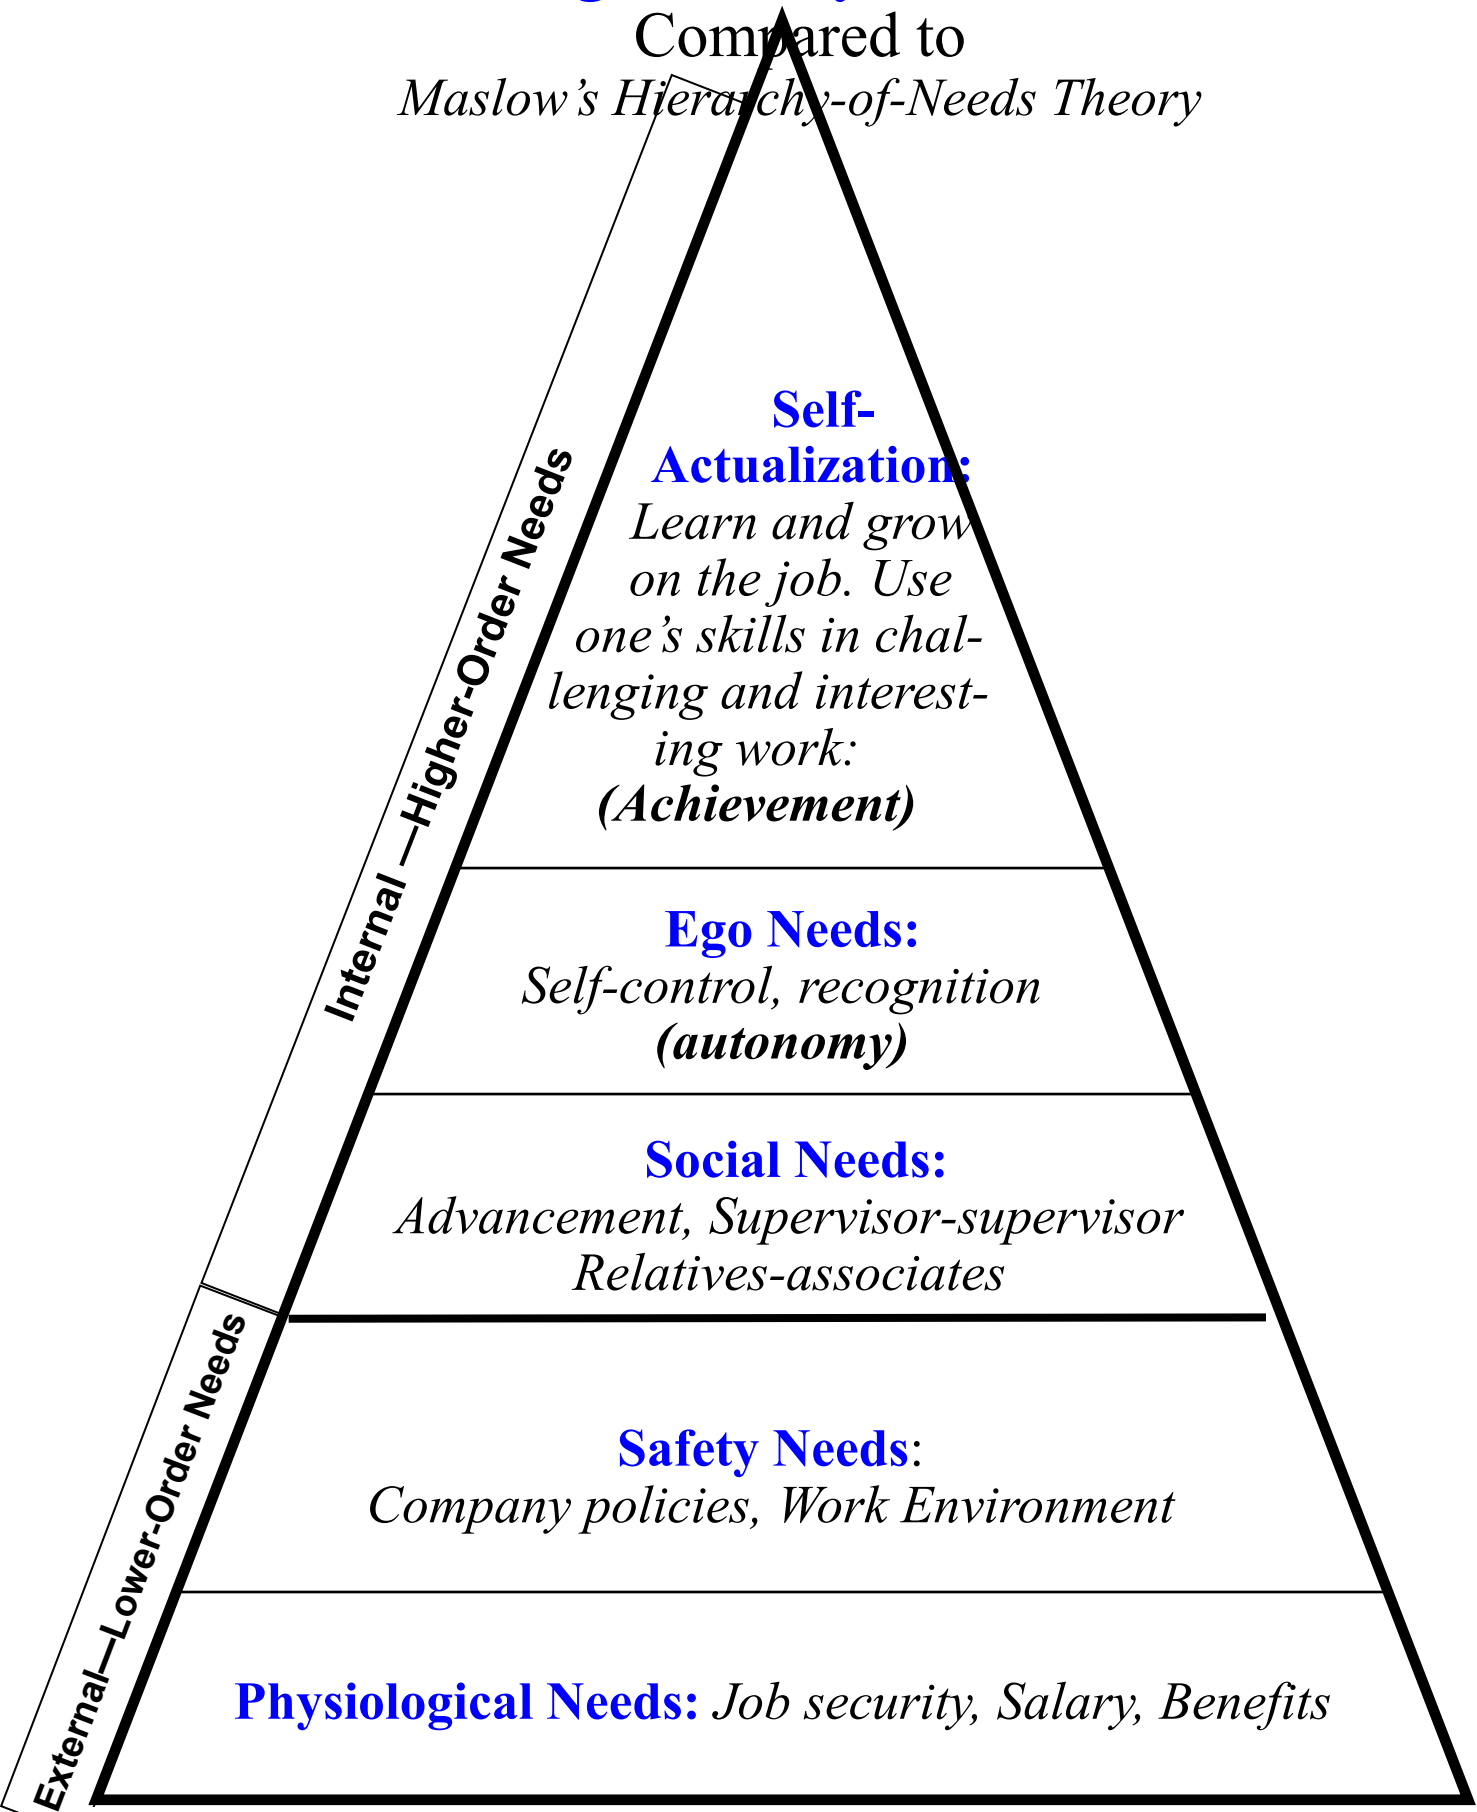 Compared to
Maslow’s Hierarchy-of-Needs Theory
Self-
Actualization:
Learn and grow
on the job. Use
one’s skills in chal-
lenging and interest-
ing work:
(Achievement)
Ego Needs:
Self-control, recognition
(autonomy)
Social Needs:
Advancement, Supervisor-supervisor
Relatives-associates
Safety Needs:
Company policies, Work Environment
Physiological Needs: Job security, Salary, Benefits
Internal —Higher-Order Needs
External—Lower-Order Needs